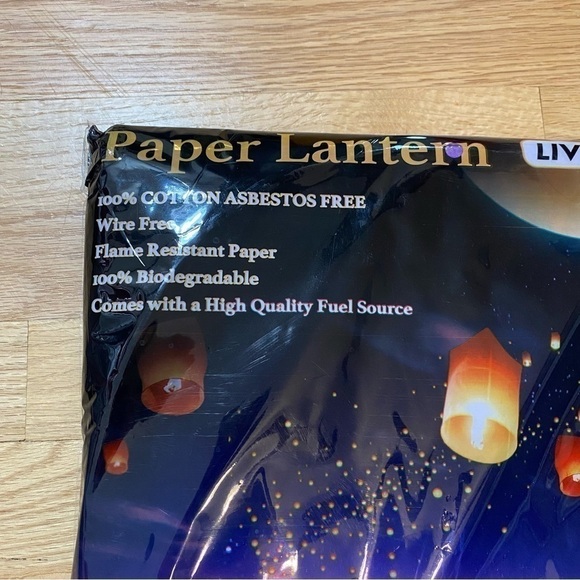 Paper Lantern
LIV
100% COTTON ASBESTOS FREE
Wire Free
Flame Resistant Paper
100% Biodegradable
Comes with a High Quality Fuel Source